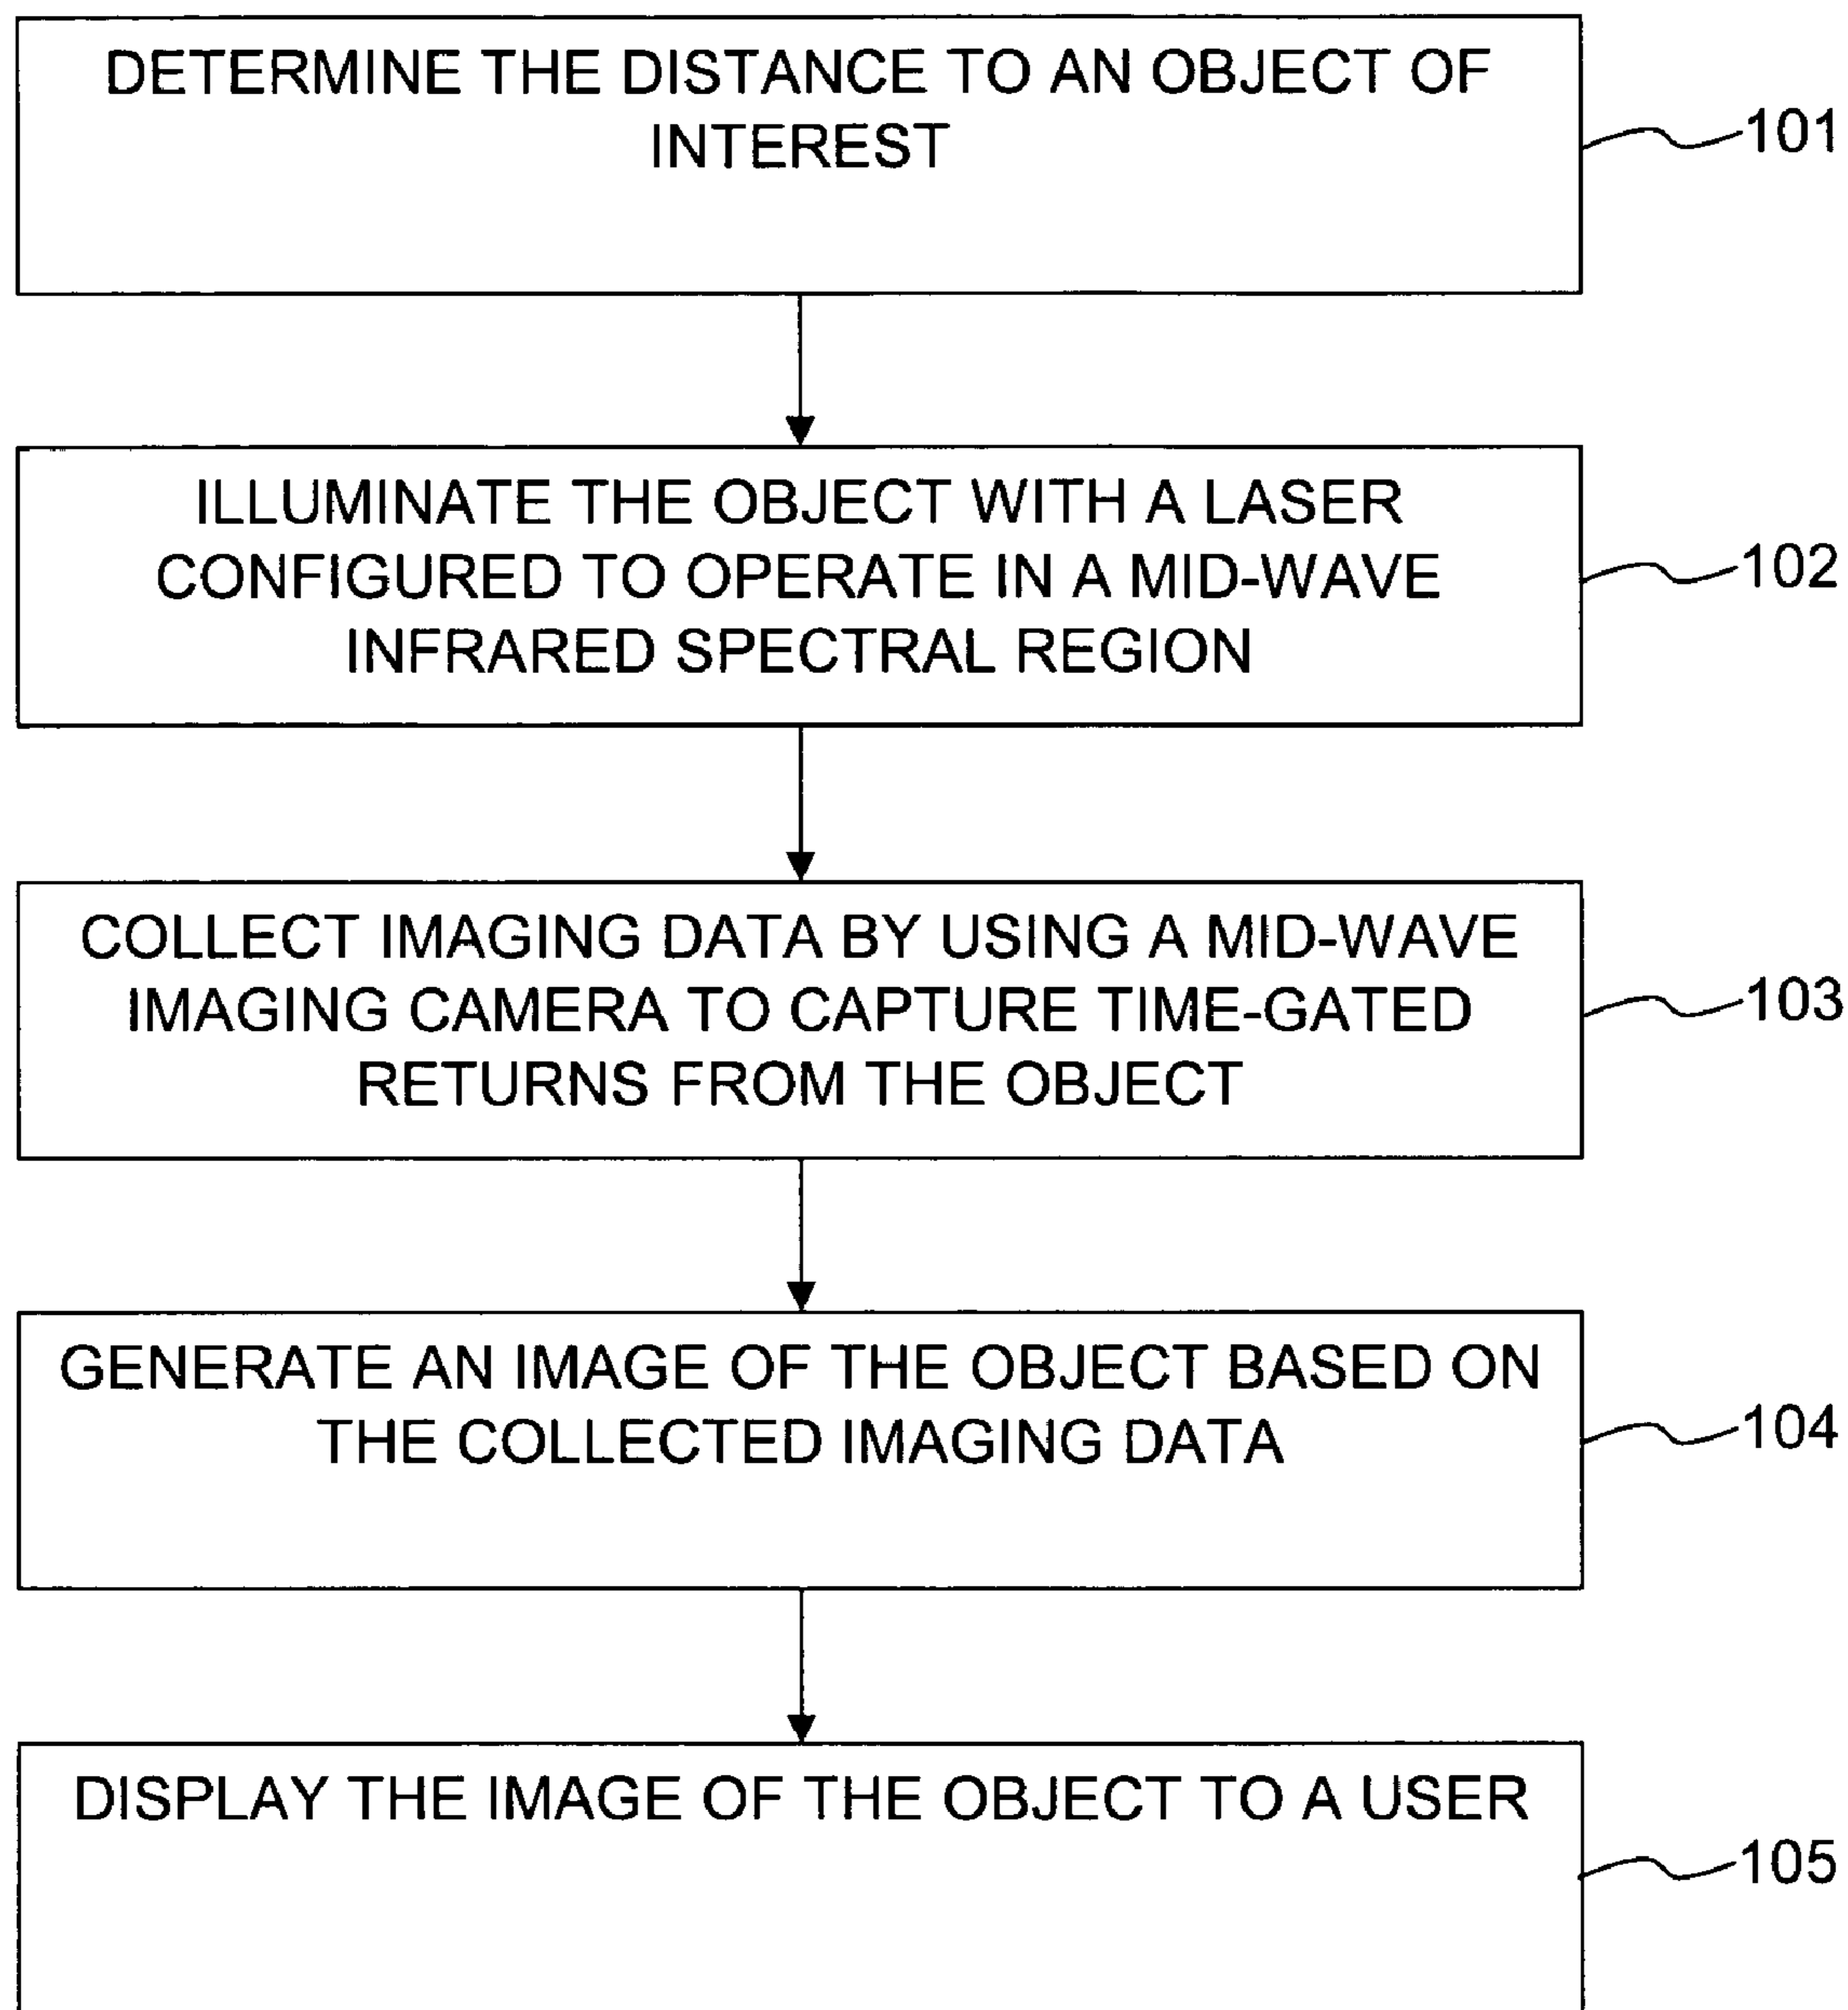 DETERMINE THE DISTANCE TO AN OBJECT OF
INTEREST
101
ILLUMINATE THE OBJECT WITH A LASER
CONFIGURED TO OPERATE IN A MID-WAVE
INFRARED SPECTRAL REGION
102
COLLECT IMAGING DATA BY USING A MID-WAVE
IMAGING CAMERA TO CAPTURE TIME-GATED
RETURNS FROM THE OBJECT
103
GENERATE AN IMAGE OF THE OBJECT BASED ON
THE COLLECTED IMAGING DATA
104
DISPLAY THE IMAGE OF THE OBJECT TO A USER
105